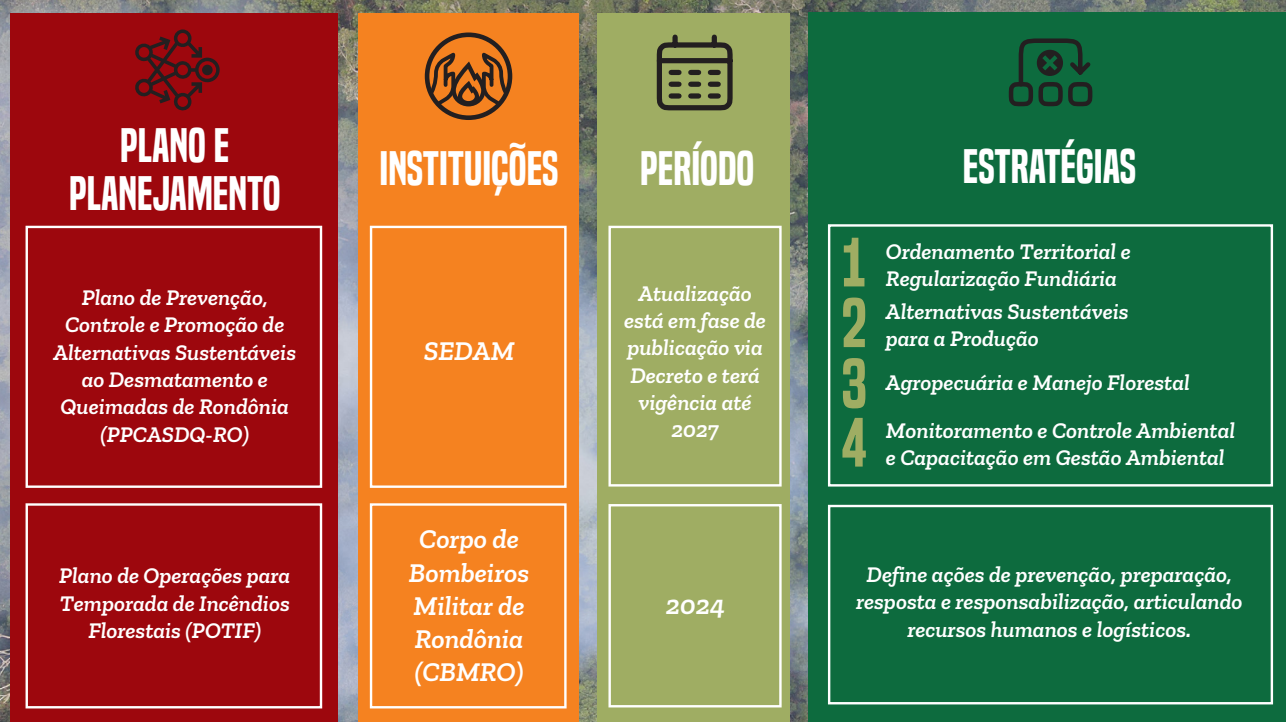 PLANO E
PLANEJAMENTO
INSTITUIÇÕES
PERÍODO
ESTRATÉGIAS
Plano de Prevenção,
Controle e Promoção de
Alternativas Sustentáveis
ao Desmatamento e
Queimadas de Rondônia
(PPCASDQ-RO)
SEDAM
Atualização
está em fase de
publicação via
Decreto e terá
vigência até
2027
1 Ordenamento Territorial e
Regularização Fundiária
2 Alternativas Sustentáveis
para a Produção
3 Agropecuária e Manejo Florestal
4 Monitoramento e Controle Ambiental
e Capacitação em Gestão Ambiental
Plano de Operações para
Temporada de Incêndios
Florestais (POTIF)
Corpo de
Bombeiros
Militar de
Rondônia
(CBMRO)
2024
Define ações de prevenção, preparação,
resposta e responsabilização, articulando
recursos humanos e logísticos.